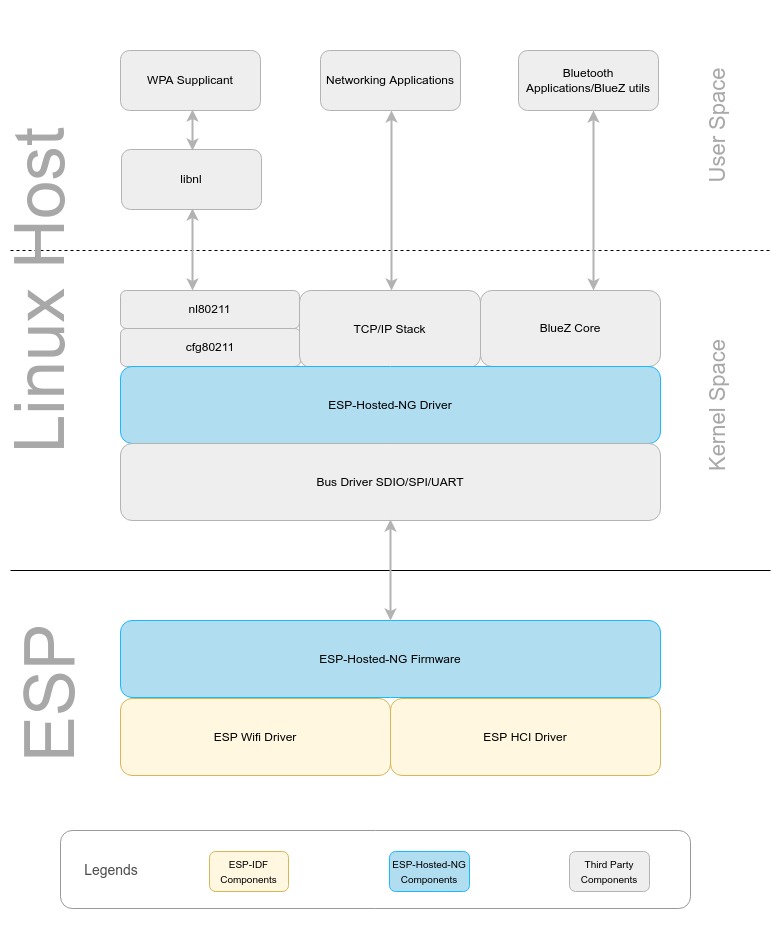 WPA Supplicant
Networking Applications
Bluetooth
Applications/BlueZ utils
User Space
libnl
Linux Host
nl80211
cfg80211
TCP/IP Stack
BlueZ Core
ESP-Hosted-NG Driver
Kernel Space
Bus Driver SDIO/SPI/UART
ESP
ESP-Hosted-NG Firmware
ESP Wifi Driver
ESP HCI Driver
Legends
ESP-IDF
Components
ESP-Hosted-NG
Components
Third Party
Components